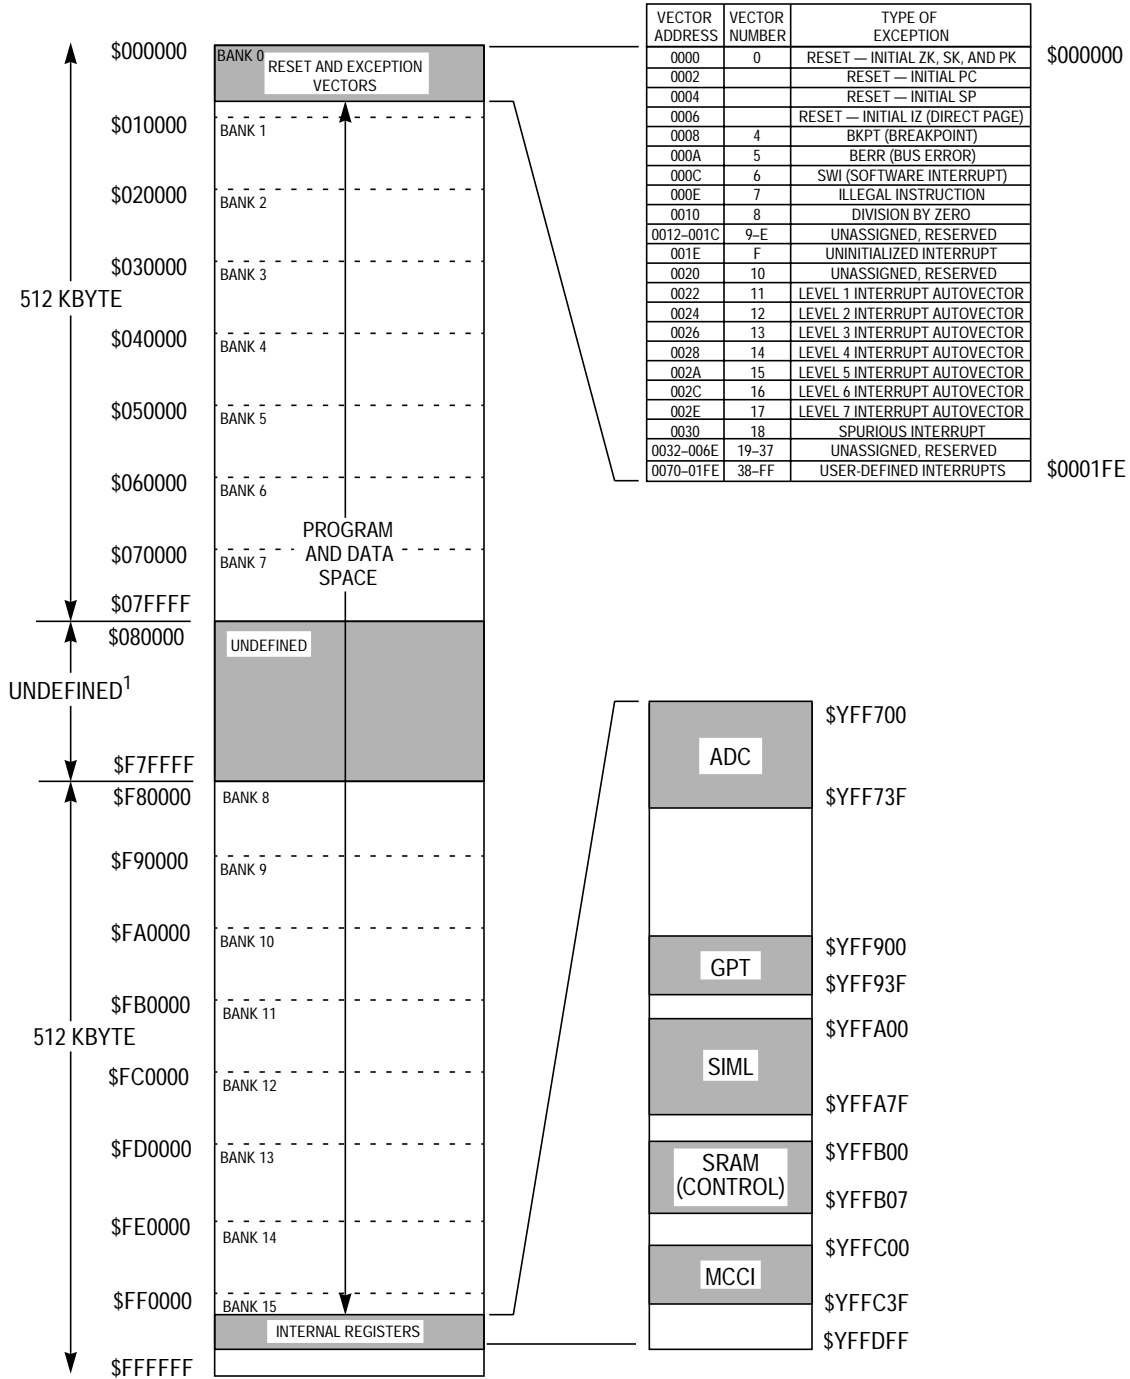 VECTOR ADDRESS VECTOR NUMBER TYPE OF EXCEPTION
0000 0 RESET — INITIAL ZK, SK, AND PK
0002 RESET — INITIAL PC
0004 RESET — INITIAL SP
0006 RESET — INITIAL IZ (DIRECT PAGE)
0008 4 BKPT (BREAKPOINT)
000A 5 BERR (BUS ERROR)
000C 6 SWI (SOFTWARE INTERRUPT)
000E 7 ILLEGAL INSTRUCTION
0010 8 DIVISION BY ZERO
0012–001C 9–E UNASSIGNED, RESERVED
001E F UNINITIALIZED INTERRUPT
0020 10 UNASSIGNED, RESERVED
0022 11 LEVEL 1 INTERRUPT AUTOVECTOR
0024 12 LEVEL 2 INTERRUPT AUTOVECTOR
0026 13 LEVEL 3 INTERRUPT AUTOVECTOR
0028 14 LEVEL 4 INTERRUPT AUTOVECTOR
002A 15 LEVEL 5 INTERRUPT AUTOVECTOR
002C 16 LEVEL 6 INTERRUPT AUTOVECTOR
002E 17 LEVEL 7 INTERRUPT AUTOVECTOR
0030 18 SPURIOUS INTERRUPT
0032–006E 19–37 UNASSIGNED, RESERVED
0070–01FE 38–FF USER-DEFINED INTERRUPTS
$000000
$0001FE
$000000
BANK 0
RESET AND EXCEPTION
VECTORS
$010000
BANK 1
$020000
BANK 2
$030000
BANK 3
512 KBYTE
$040000
BANK 4
$050000
BANK 5
$060000
BANK 6
PROGRAM
AND DATA
SPACE
$070000
BANK 7
$07FFFF
$080000
UNDEFINED
UNDEFINED1
$F7FFFF
$F80000
BANK 8
$F90000
BANK 9
$FA0000
BANK 10
$FB0000
BANK 11
512 KBYTE
$FC0000
BANK 12
$FD0000
BANK 13
$FE0000
BANK 14
$FF0000
BANK 15
INTERNAL REGISTERS
$FFFFFF
$YFF700
ADC
$YFF73F
$YFF900
GPT
$YFF93F
$YFFA00
SIML
$YFFA7F
$YFFB00
SRAM
(CONTROL)
$YFFB07
$YFFC00
MCCI
$YFFC3F
$YFFDFF